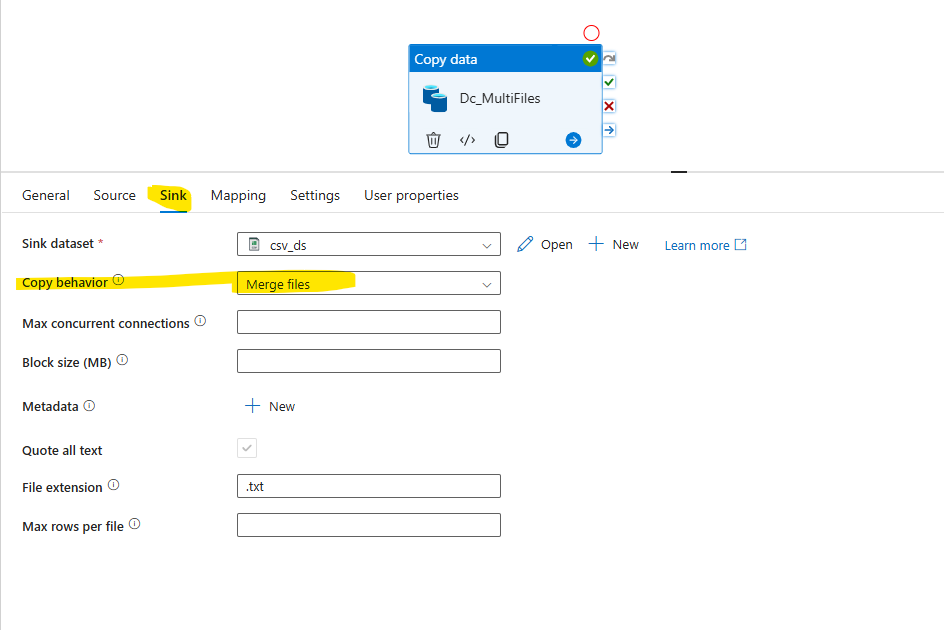 Copy data
Dc_MultiFiles
General Source Sink Mapping Settings User properties
Sink dataset * csv_ds Open New Learn more
Copy behavior Merge files
Max concurrent connections
Block size (MB)
Metadata New
Quote all text
File extension .txt
Max rows per file